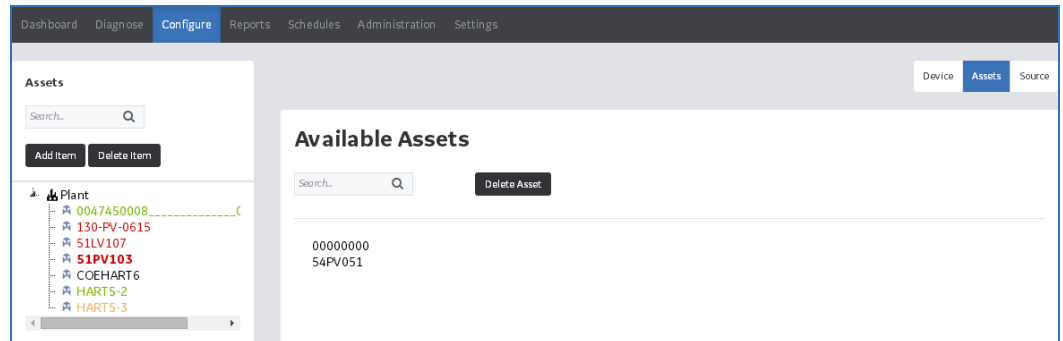 Dashboard Diagnose Configure Reports Schedules Administration Settings
Device Assets Source
Assets
Search..
Add Item Delete Item
Plant
0047450008______________0
130-PV-0615
51LV107
51PV103
COEHART6
HART5-2
HART5-3
Available Assets
Search.. Delete Asset
00000000
54PV051